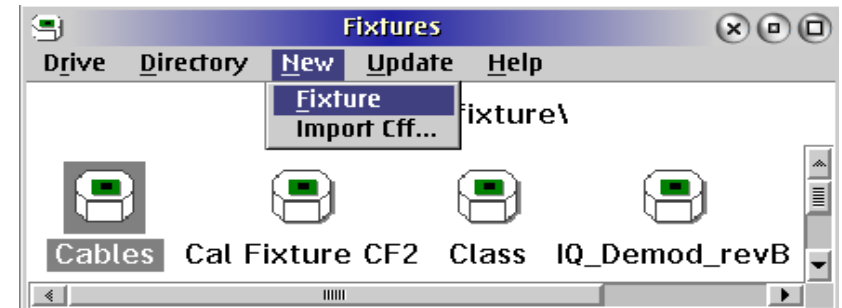 Fixtures
Drive Directory New Update Help
Fixture
Import Cff...
fixture\
Cables Cal Fixture CF2 Class IQ_Demod_revB